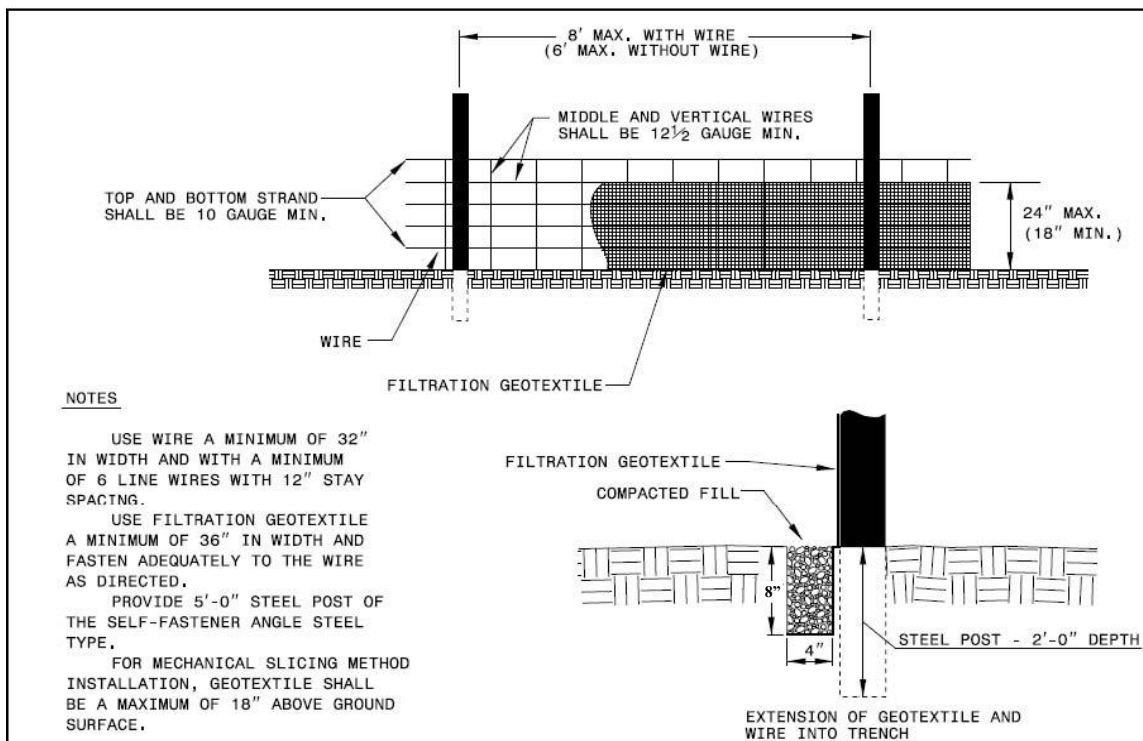 8' MAX. WITH WIRE
(6' MAX. WITHOUT WIRE)
MIDDLE AND VERTICAL WIRES
SHALL BE 12½ GAUGE MIN.
TOP AND BOTTOM STRAND
SHALL BE 10 GAUGE MIN.
24" MAX.
(18" MIN.)
WIRE
FILTRATION GEOTEXTILE
NOTES
USE WIRE A MINIMUM OF 32"
IN WIDTH AND WITH A MINIMUM
OF 6 LINE WIRES WITH 12" STAY
SPACING.
USE FILTRATION GEOTEXTILE
A MINIMUM OF 36" IN WIDTH AND
FASTEN ADEQUATELY TO THE WIRE
AS DIRECTED.
PROVIDE 5'-0" STEEL POST OF
THE SELF-FASTENER ANGLE STEEL
TYPE.
FOR MECHANICAL SLICING METHOD
INSTALLATION, GEOTEXTILE SHALL
BE A MAXIMUM OF 18" ABOVE GROUND
SURFACE.
FILTRATION GEOTEXTILE
COMPACTED FILL
8"
4"
STEEL POST - 2'-0" DEPTH
EXTENSION OF GEOTEXTILE AND
WIRE INTO TRENCH